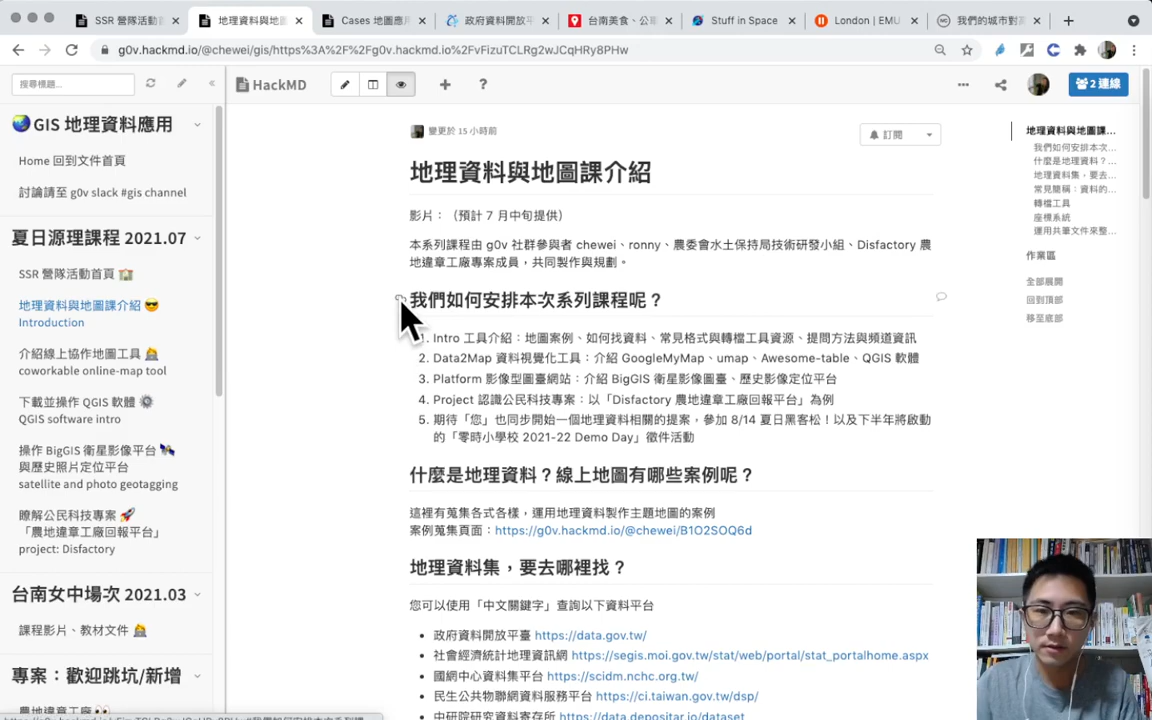 SSR 營隊活動
地理資料與地圖
Cases 地圖應
政府資料開放平
台南美食、公
Stuff in Space
London | EMU
我們的城市對
g0v.hackmd.io/@chewei/gis/https%3A%2F%2Fg0v.hackmd.io%2FvFizuTCLRg2wJCqHRy8PHw
搜尋標題...
HackMD
2 連線
GIS 地理資料應用
Home 回到文件首頁
討論請至 g0v slack #gis channel
夏日源理課程 2021.07
SSR 營隊活動首頁
地理資料與地圖課介紹
Introduction
介紹線上協作地圖工具
coworkable online-map tool
下載並操作 QGIS 軟體
QGIS software intro
操作 BigGIS 衛星影像平台
與歷史照片定位平台
satellite and photo geotagging
瞭解公民科技專案
「農地違章工廠回報平台」
project: Disfactory
台南女中場次 2021.03
課程影片、教材文件
專案：歡迎跳坑/新增
農地違章工廠
變更於 15 小時前
訂閱
地理資料與地圖課介紹
影片：（預計 7 月中旬提供）
本系列課程由 g0v 社群參與者 chewei、ronny、農委會水土保持局技術研發小組、Disfactory 農
地違章工廠專案成員，共同製作與規劃。
我們如何安排本次系列課程呢？
1. Intro 工具介紹：地圖案例、如何找資料、常見格式與轉檔工具資源、提問方法與頻道資訊
2. Data2Map 資料視覺化工具：介紹 GoogleMyMap、umap、Awesome-table、QGIS 軟體
3. Platform 影像型圖臺網站：介紹 BigGIS 衛星影像圖臺、歷史影像定位平台
4. Project 認識公民科技專案：以「Disfactory 農地違章工廠回報平台」為例
5. 期待「您」也同步開始一個地理資料相關的提案，參加 8/14 夏日黑客松！以及下半年將啟動
的「零時小學校 2021-22 Demo Day」徵件活動
什麼是地理資料？線上地圖有哪些案例呢？
這裡有蒐集各式各樣，運用地理資料製作主題地圖的案例
案例蒐集頁面：https://g0v.hackmd.io/@chewei/B1O2SOQ6d
地理資料集，要去哪裡找？
您可以使用「中文關鍵字」查詢以下資料平台
政府資料開放平臺 https://data.gov.tw/
社會經濟統計地理資訊網 https://segis.moi.gov.tw/stat/web/portal/stat_portalhome.aspx
國網中心資料集平台 https://scidm.nchc.org.tw/
民生公共物聯網資料服務平台 https://ci.taiwan.gov.tw/dsp/
中研院研究資料寄存所 https://data.depositar.io/dataset
地理資料與地圖課...
我們如何安排本次...
什麼是地理資料？...
地理資料集，要去...
常見簡稱：資料的...
轉檔工具
座標系統
運用共筆文件來整...
作業區
全部展開
回到頂部
移至底部